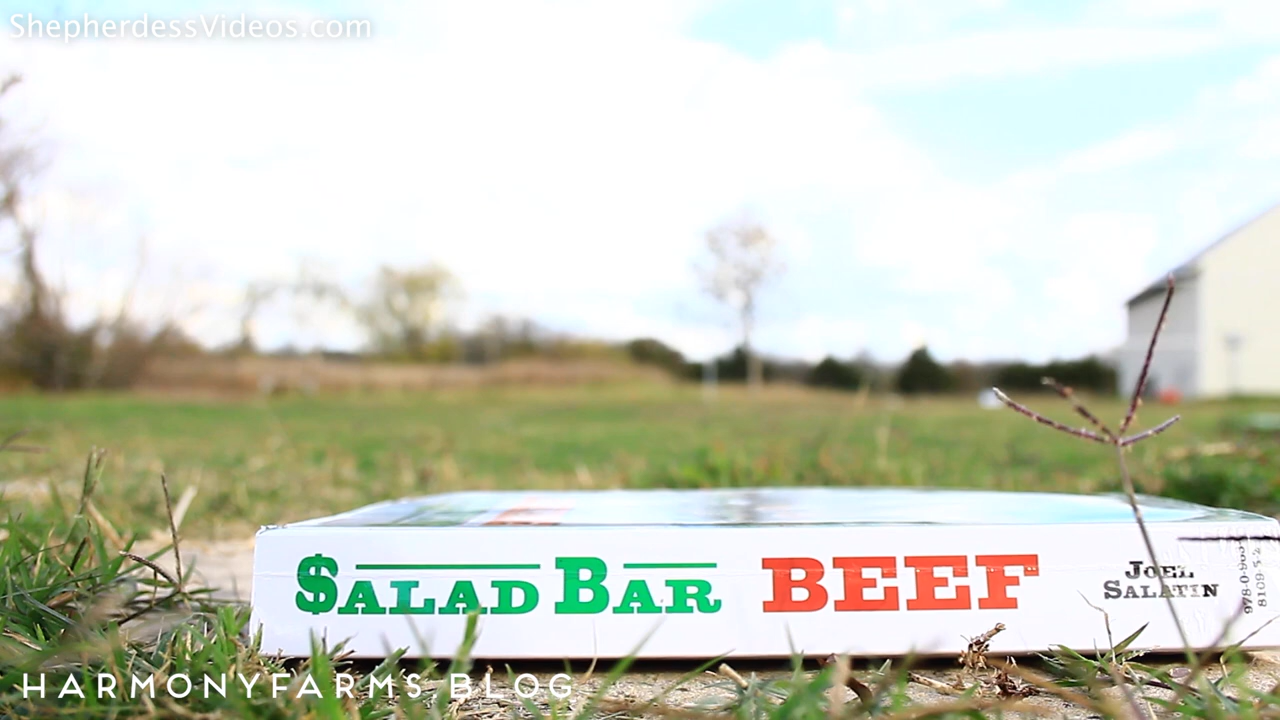 ShepherdessVideos.com
$ALAD BAR BEEF
JOEL
SALATIN
HARMONYFARMS.BLOG